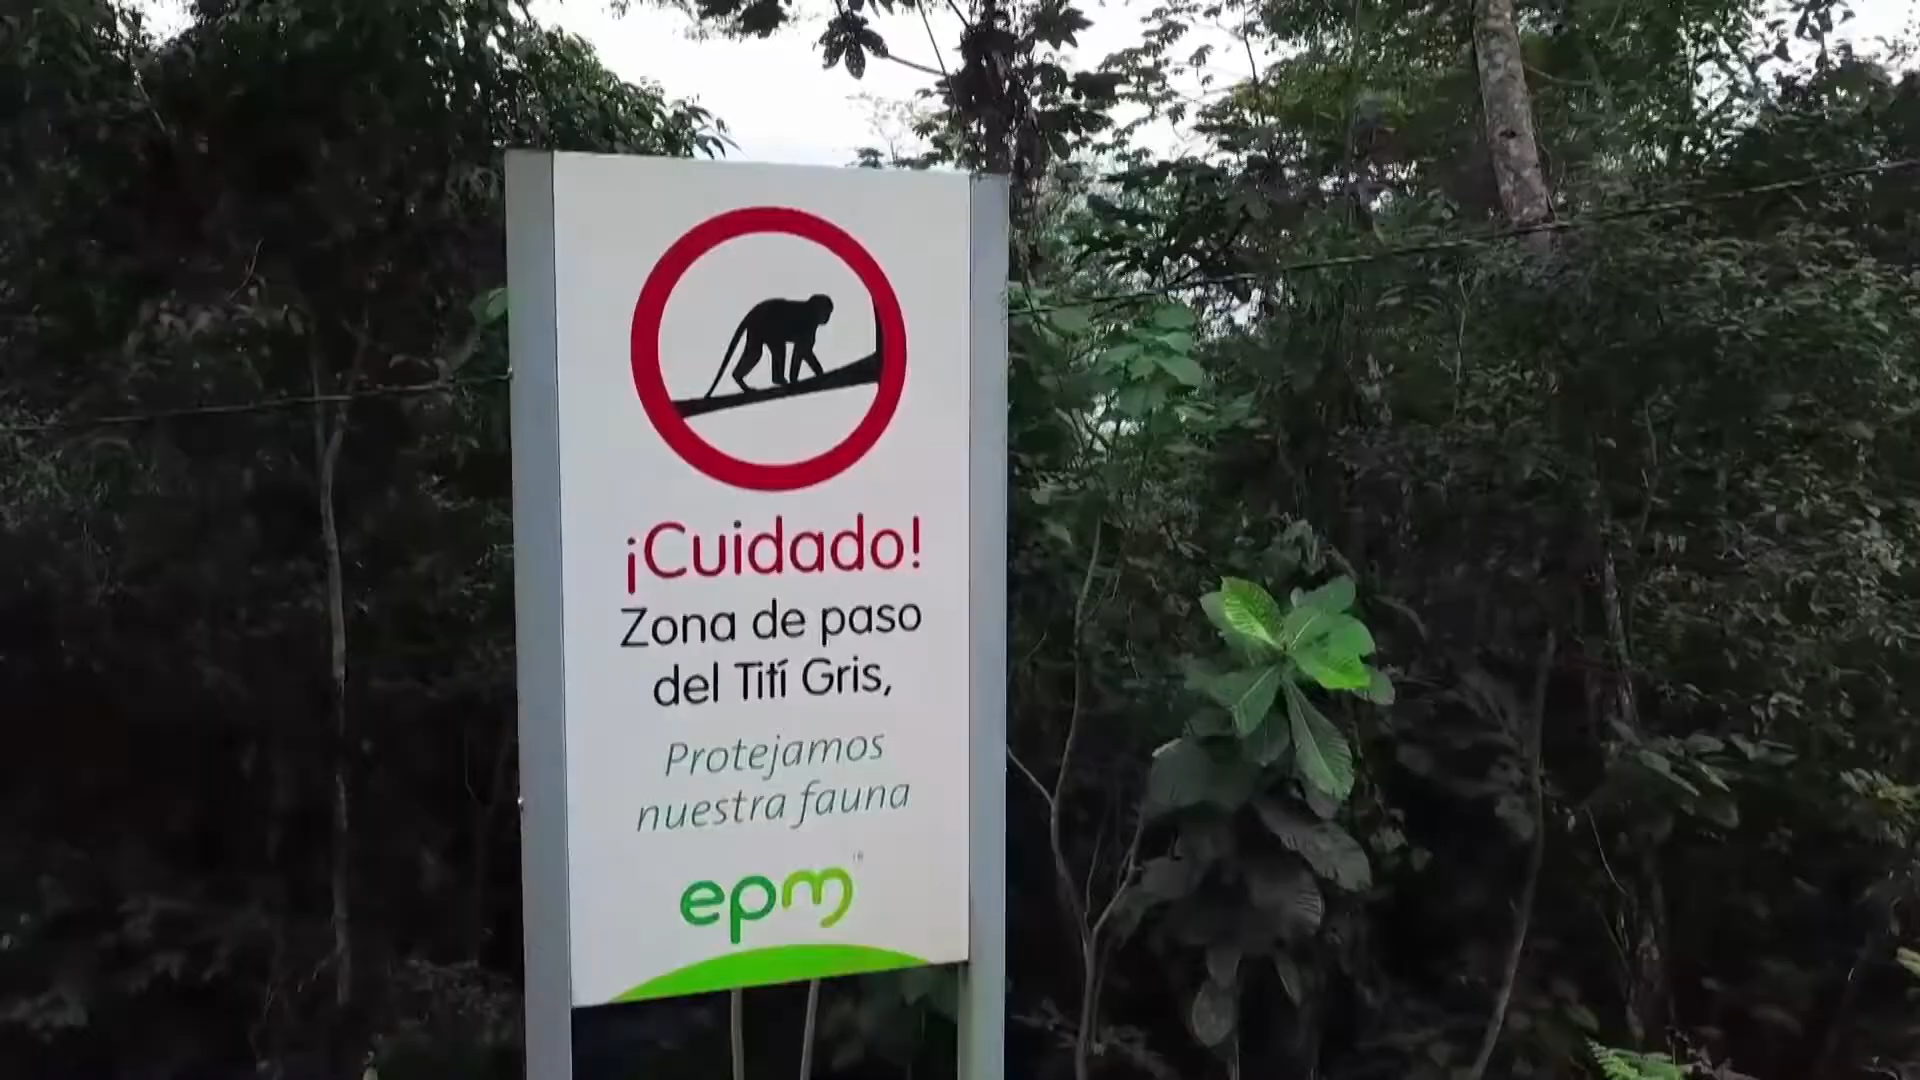 ¡Cuidado!
Zona de paso
del Tití Gris,
Protejamos
nuestra fauna
epm